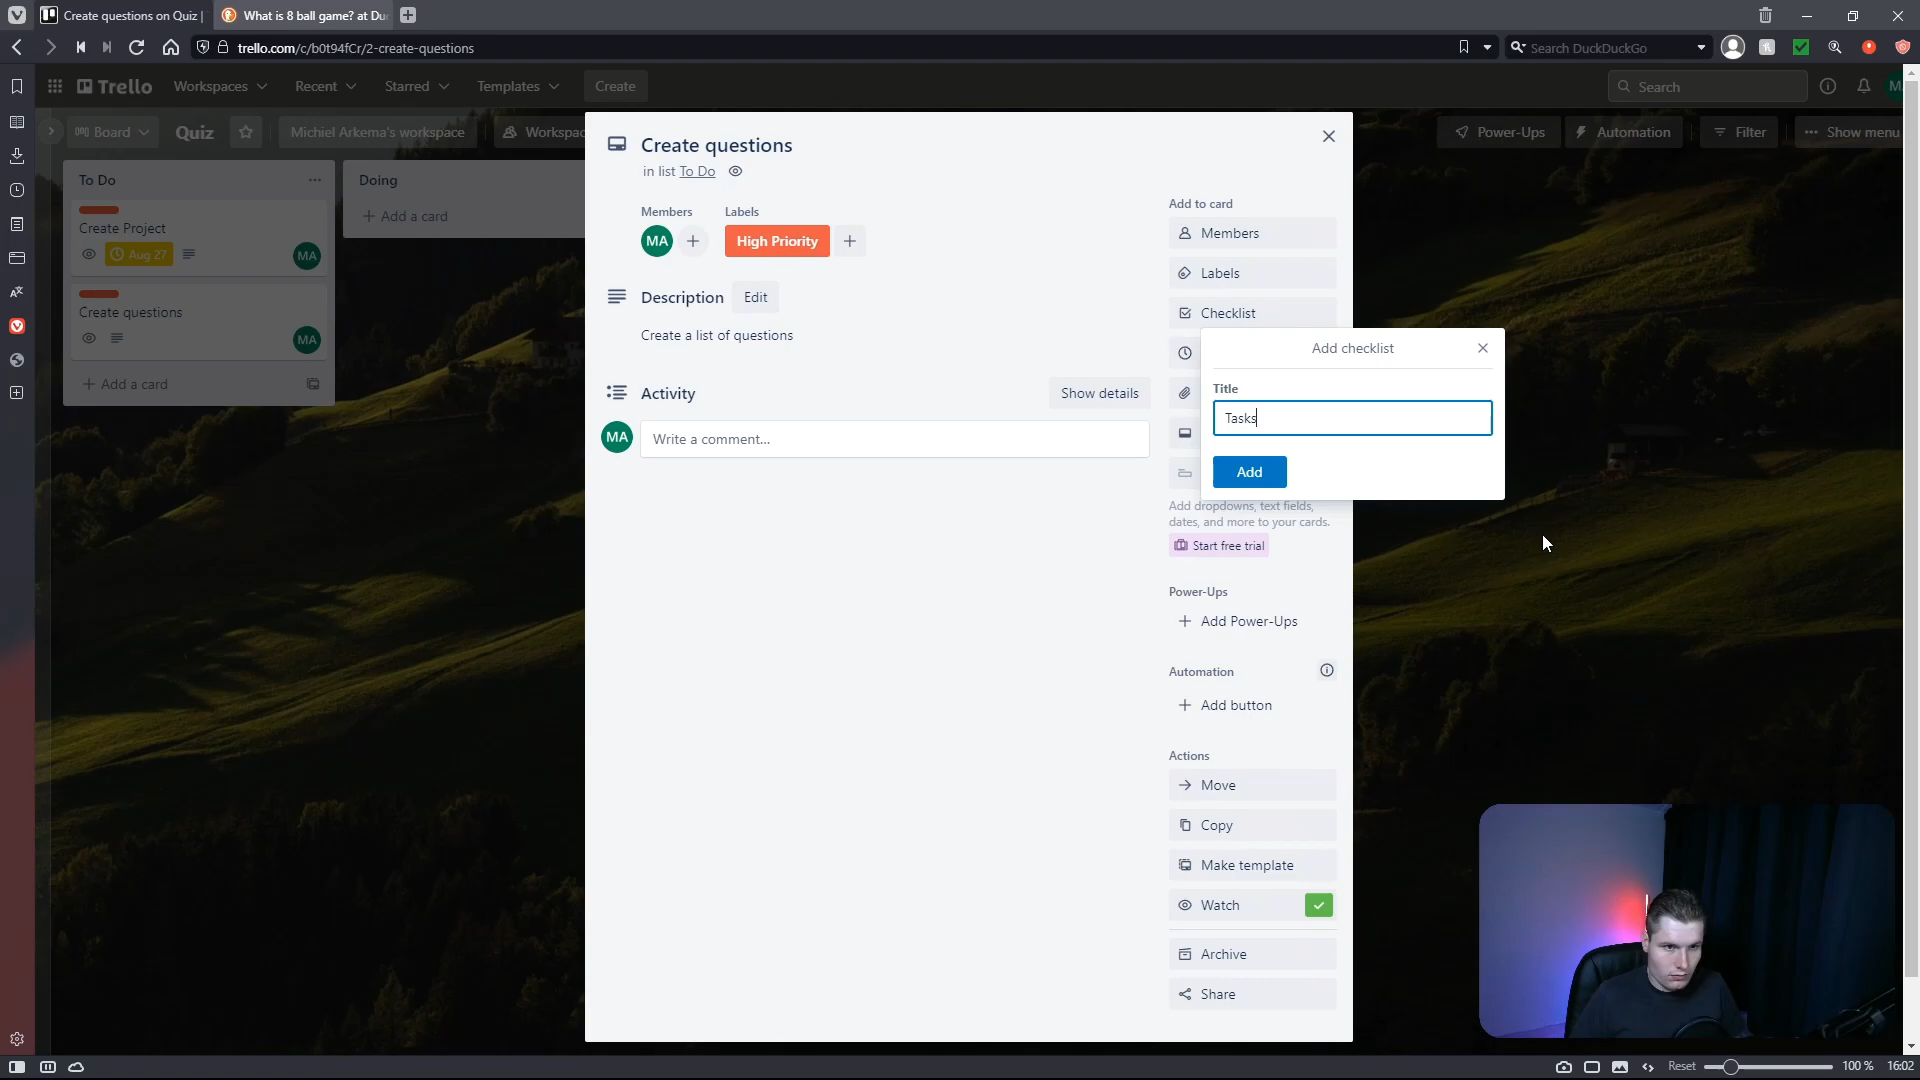 Create questions on Quiz |
What is 8 ball game? at Du
trello.com/c/b0t94fCr/2-create-questions
Search DuckDuckGo
Trello
Workspaces
Recent
Starred
Templates
Create
Search
Board
Quiz
Michiel Arkema's workspace
Workspac
Power-Ups
Automation
Filter
Show menu
To Do
Create Project
Aug 27
MA
Create questions
MA
Add a card
Doing
Add a card
Create questions
in list To Do
Members
Labels
MA
High Priority
Description
Edit
Create a list of questions
Activity
Show details
MA
Write a comment...
Add to card
Members
Labels
Checklist
Add checklist
Title
Tasks
Add
Add dropdowns, text fields,
dates, and more to your cards.
Start free trial
Power-Ups
Add Power-Ups
Automation
Add button
Actions
Move
Copy
Make template
Watch
Archive
Share
Reset
100 %
16:02